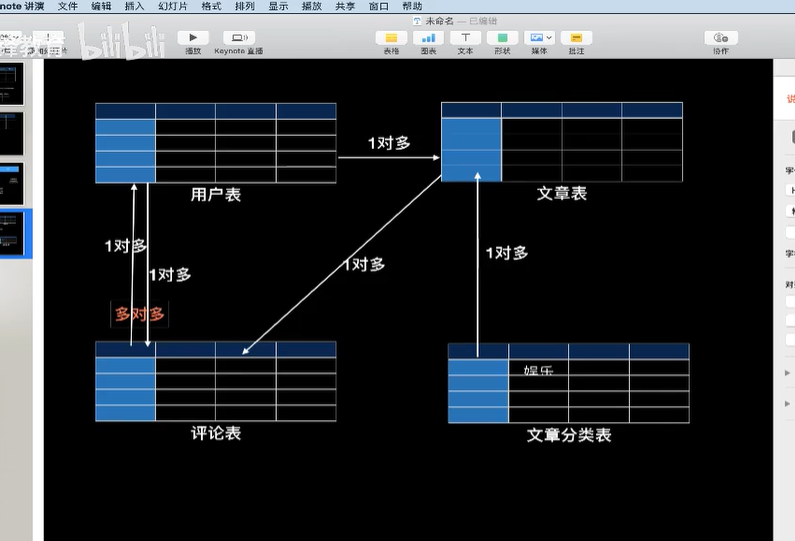 note 讲演 文件 编辑 插入 幻灯片 格式 排列 显示 播放 共享 窗口 帮助
未命名 — 已编辑
bilibili
播放 Keynote 直播 表格 图表 文本 形状 媒体 批注 协作
1对多
用户表
文章表
1对多
1对多
1对多
1对多
多对多
娱乐
评论表
文章分类表